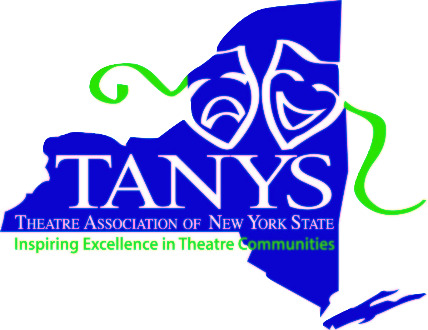 TANYS
THEATRE ASSOCIATION OF NEW YORK STATE
Inspiring Excellence in Theatre Communities